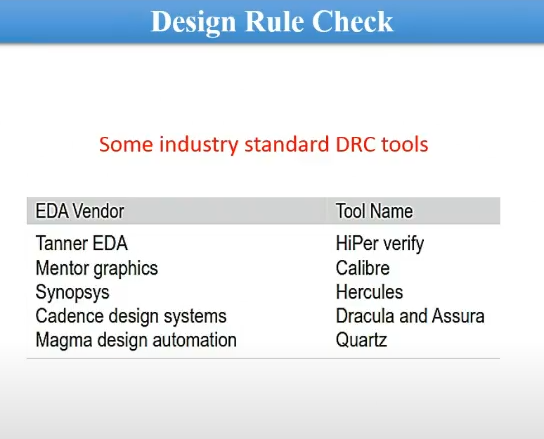 Design Rule Check
Some industry standard DRC tools
EDA Vendor Tool Name
Tanner EDA HiPer verify
Mentor graphics Calibre
Synopsys Hercules
Cadence design systems Dracula and Assura
Magma design automation Quartz